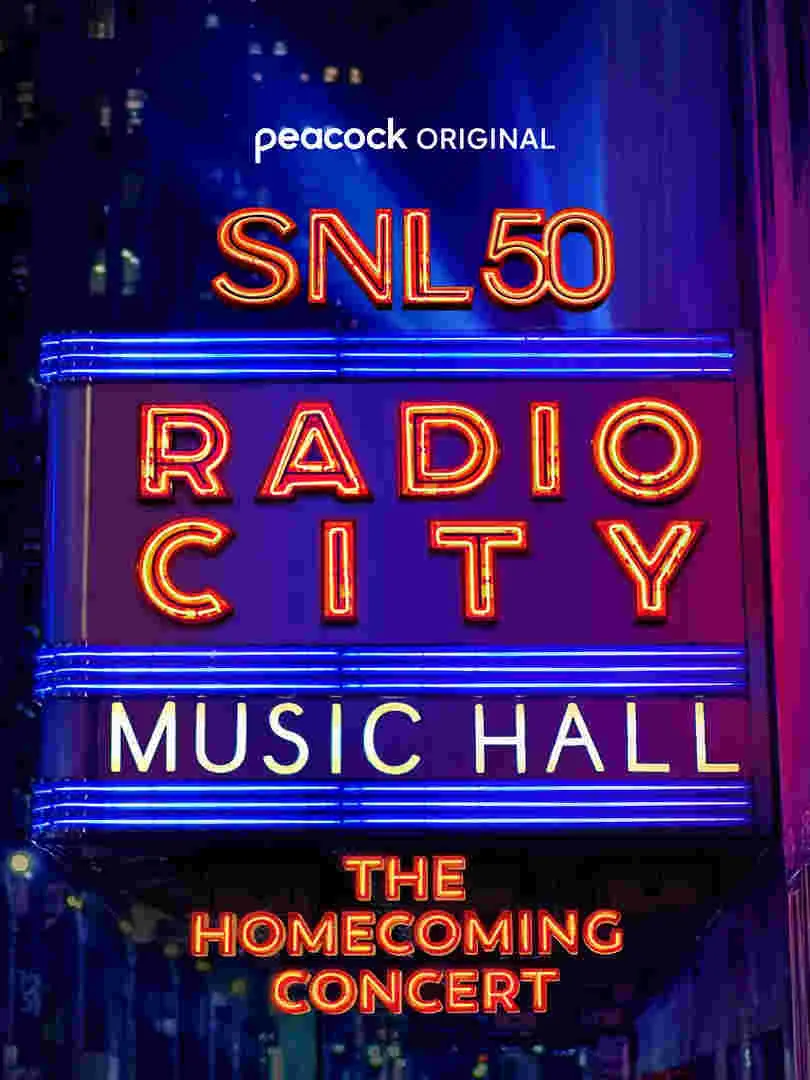 peacock ORIGINAL
SNL50
RADIO
CITY
MUSIC HALL
THE
HOMECOMING
CONCERT